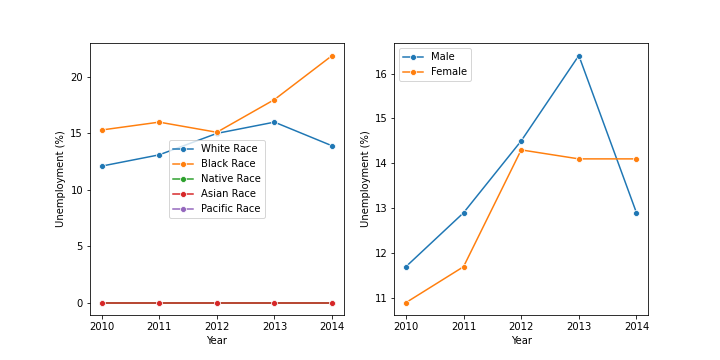 20
15
10
5
0
Unemployment (%)
2010 2011 2012 2013 2014
Year
White Race
Black Race
Native Race
Asian Race
Pacific Race
16
15
14
13
12
11
Unemployment (%)
2010 2011 2012 2013 2014
Year
Male
Female